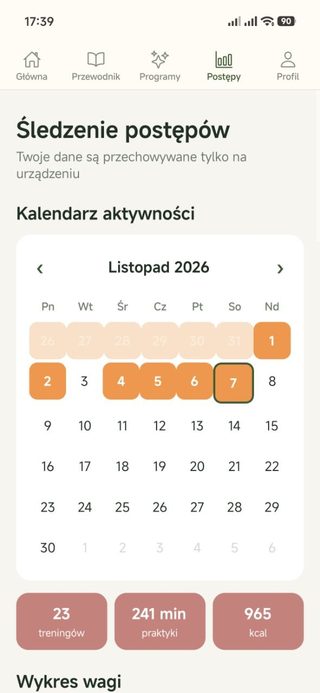 17:39 90
Główna Przewodnik Programy Postępy Profil
Śledzenie postępów
Twoje dane są przechowywane tylko na
urządzeniu
Kalendarz aktywności
‹ Listopad 2026 ›
Pn Wt Śr Cz Pt So Nd
26 27 28 29 30 31 1
2 3 4 5 6 7 8
9 10 11 12 13 14 15
16 17 18 19 20 21 22
23 24 25 26 27 28 29
30 1 2 3 4 5 6
23 241 min 965
treningów praktyki kcal
Wykres wagi